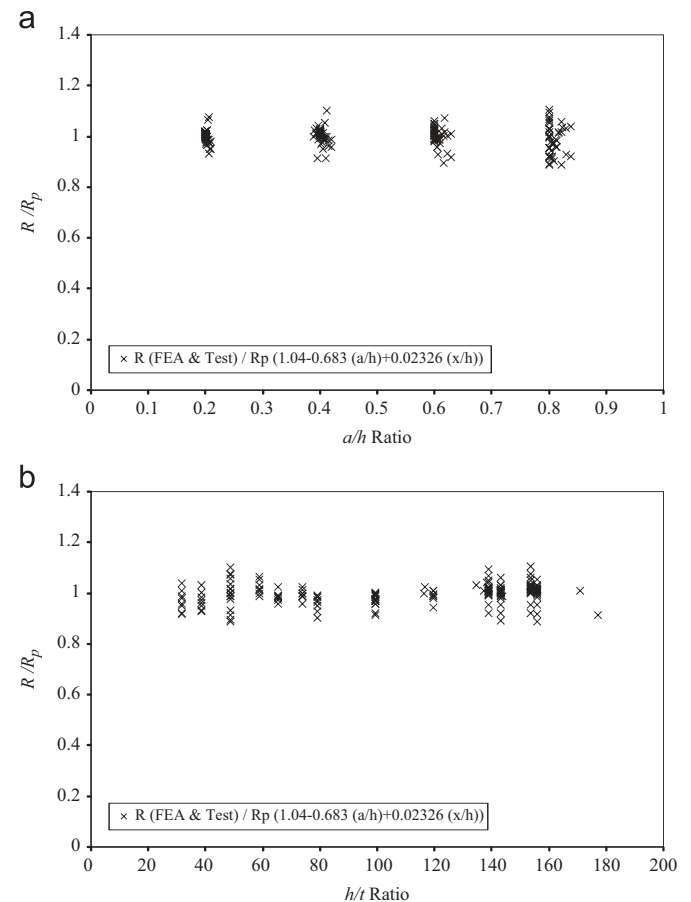 a
1.4
1.2
1
0.8
0.6
0.4
0.2
0
R /Rp
× R (FEA & Test) / Rp (1.04-0.683 (a/h)+0.02326 (x/h))
0 0.1 0.2 0.3 0.4 0.5 0.6 0.7 0.8 0.9 1
a/h Ratio
b
1.4
1.2
1
0.8
0.6
0.4
0.2
0
R /Rp
× R (FEA & Test) / Rp (1.04-0.683 (a/h)+0.02326 (x/h))
0 20 40 60 80 100 120 140 160 180 200
h/t Ratio